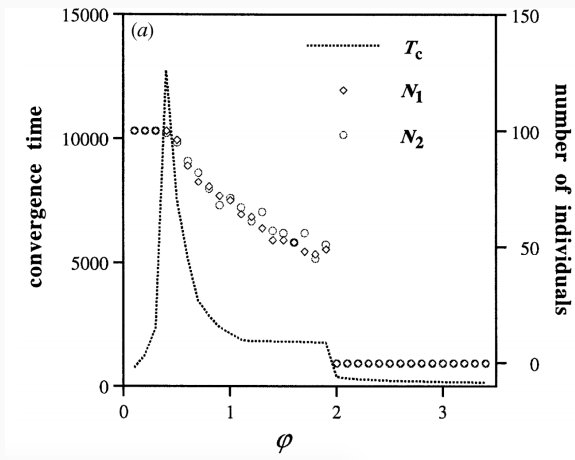 (a)
15000
10000
5000
0
convergence time
T_c
N_1
N_2
150
100
50
0
number of individuals
0 1 2 3
φ